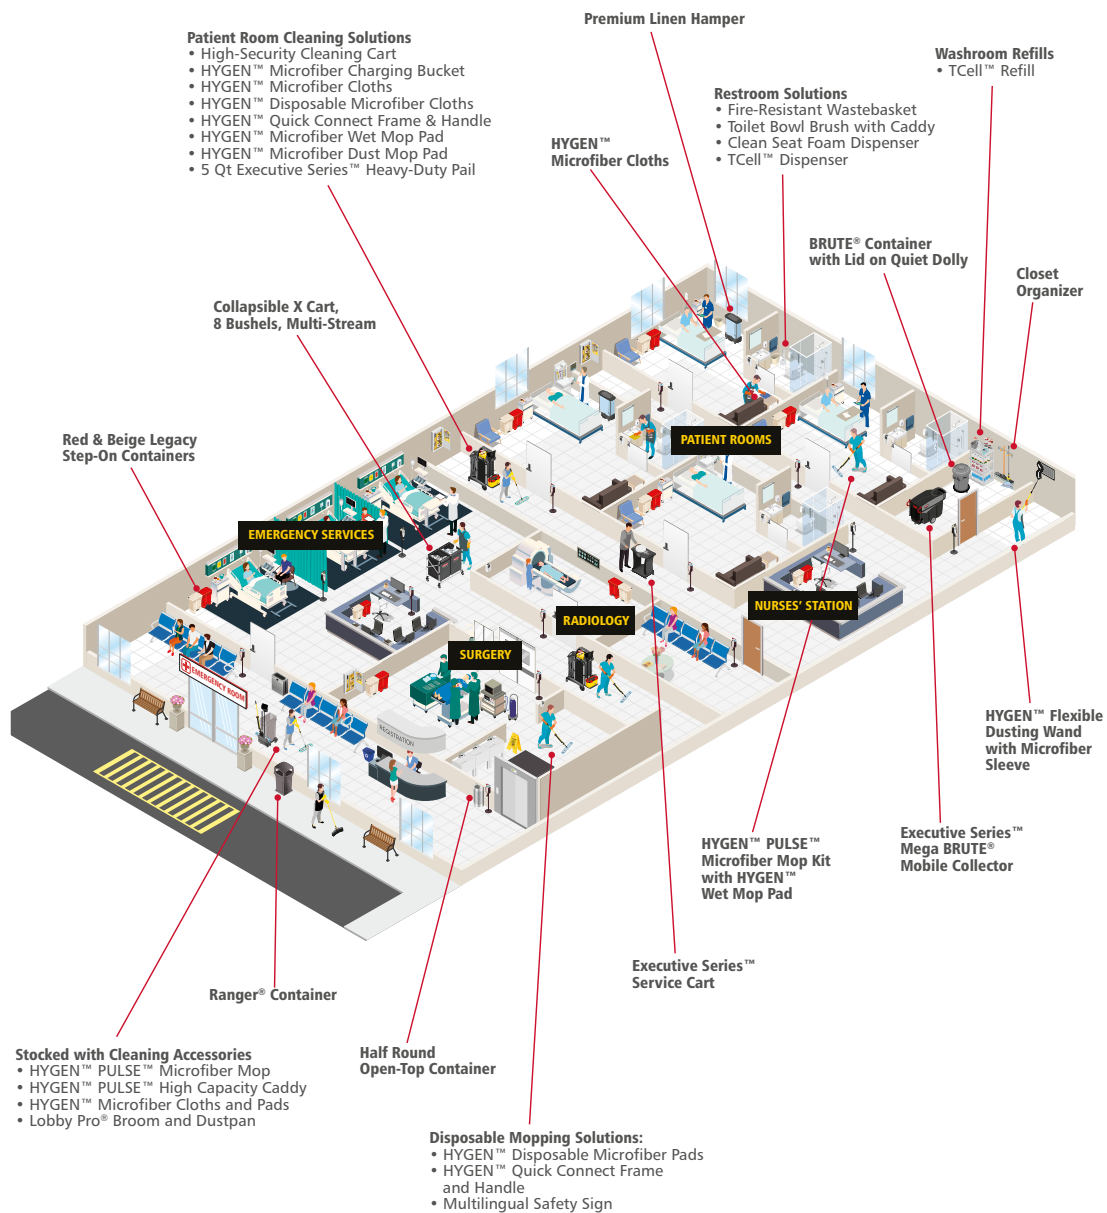 Premium Linen Hamper
Patient Room Cleaning Solutions
• High-Security Cleaning Cart
• HYGEN™ Microfiber Charging Bucket
• HYGEN™ Microfiber Cloths
• HYGEN™ Disposable Microfiber Cloths
• HYGEN™ Quick Connect Frame & Handle
• HYGEN™ Microfiber Wet Mop Pad
• HYGEN™ Microfiber Dust Mop Pad
• 5 Qt Executive Series™ Heavy-Duty Pail
Washroom Refills
• TCell™ Refill
Restroom Solutions
• Fire-Resistant Wastebasket
• Toilet Bowl Brush with Caddy
• Clean Seat Foam Dispenser
• TCell™ Dispenser
HYGEN™
Microfiber Cloths
BRUTE® Container
with Lid on Quiet Dolly
Closet
Organizer
Collapsible X Cart,
8 Bushels, Multi-Stream
Red & Beige Legacy
Step-On Containers
PATIENT ROOMS
EMERGENCY SERVICES
NURSES' STATION
RADIOLOGY
SURGERY
EMERGENCY ROOM
REGISTRATION
HYGEN™ Flexible
Dusting Wand
with Microfiber
Sleeve
Executive Series™
Mega BRUTE®
Mobile Collector
HYGEN™ PULSE™
Microfiber Mop Kit
with HYGEN™
Wet Mop Pad
Executive Series™
Service Cart
Ranger® Container
Half Round
Open-Top Container
Stocked with Cleaning Accessories
• HYGEN™ PULSE™ Microfiber Mop
• HYGEN™ PULSE™ High Capacity Caddy
• HYGEN™ Microfiber Cloths and Pads
• Lobby Pro® Broom and Dustpan
Disposable Mopping Solutions:
• HYGEN™ Disposable Microfiber Pads
• HYGEN™ Quick Connect Frame
and Handle
• Multilingual Safety Sign